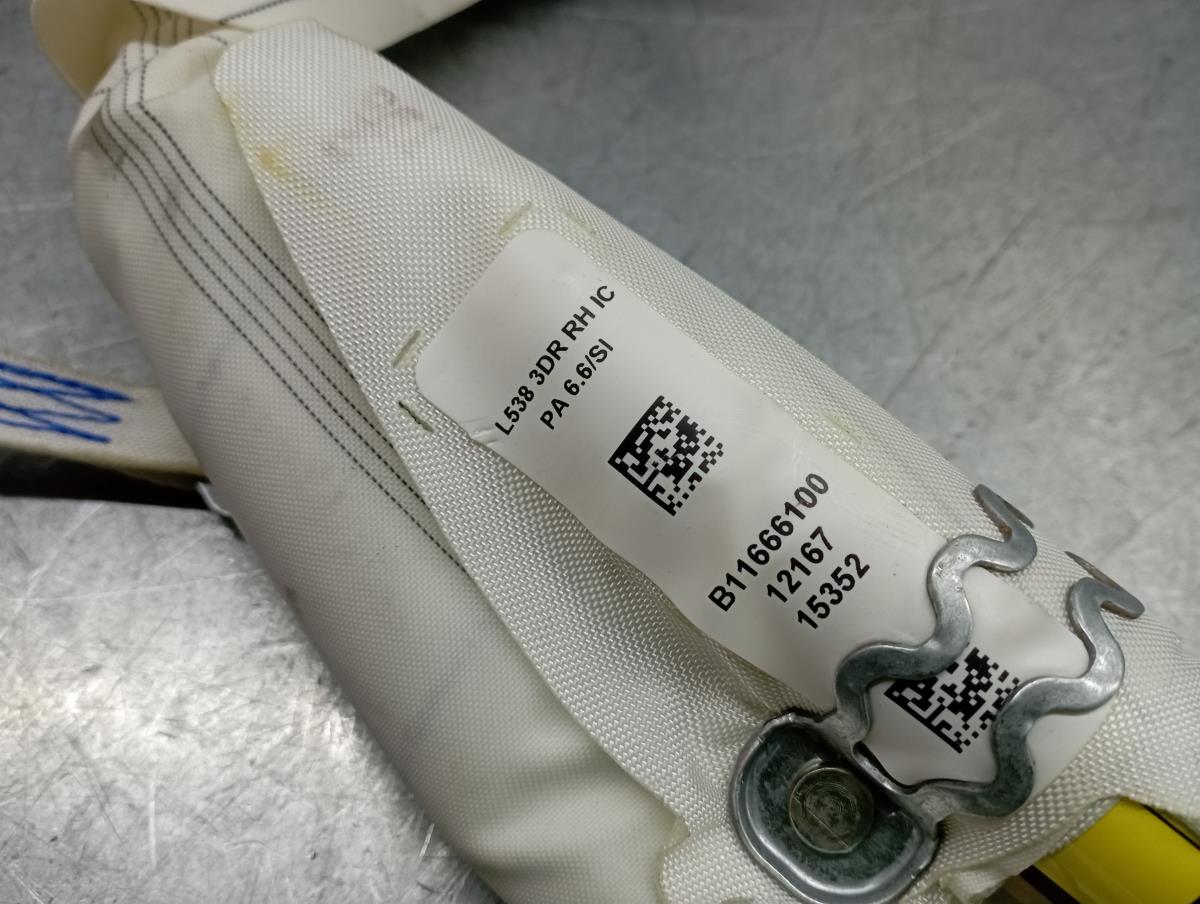 L538 3DR RH IC
PA 6.6/SI
B11666100
12167
15352